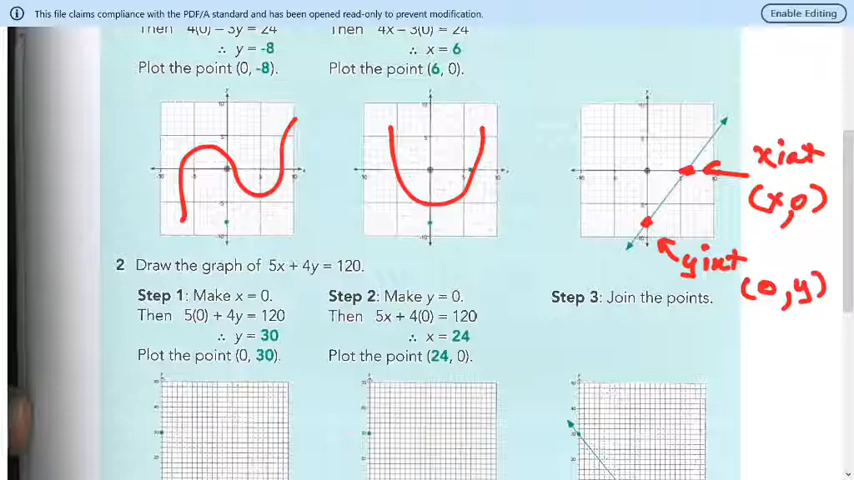 This file claims compliance with the PDF/A standard and has been opened read-only to prevent modification.
Enable Editing
Then 4(0) − 3y = 24
∴ y = -8
Plot the point (0, -8).
Then 4x − 3(0) = 24
∴ x = 6
Plot the point (6, 0).
x int
(x, 0)
y int
(0, y)
2 Draw the graph of 5x + 4y = 120.
Step 1: Make x = 0.
Then 5(0) + 4y = 120
∴ y = 30
Plot the point (0, 30).
Step 2: Make y = 0.
Then 5x + 4(0) = 120
∴ x = 24
Plot the point (24, 0).
Step 3: Join the points.